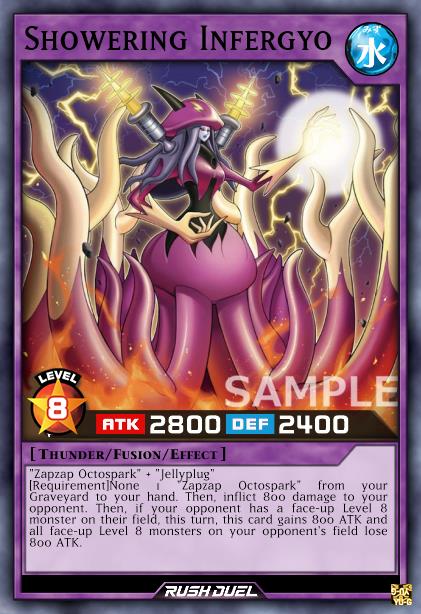 Showering Infergyo
みず
水
SAMPLE
LEVEL
8
ATK 2800 DEF 2400
[Thunder/Fusion/Effect]
"Zapzap Octospark" + "Jellyplug"
[Requirement]None ı "Zapzap Octospark" from your
Graveyard to your hand. Then, inflict 800 damage to your
opponent. Then, if your opponent has a face-up Level 8
monster on their field, this turn, this card gains 800 ATK and
all face-up Level 8 monsters on your opponent's field lose
800 ATK.
RUSH DUEL